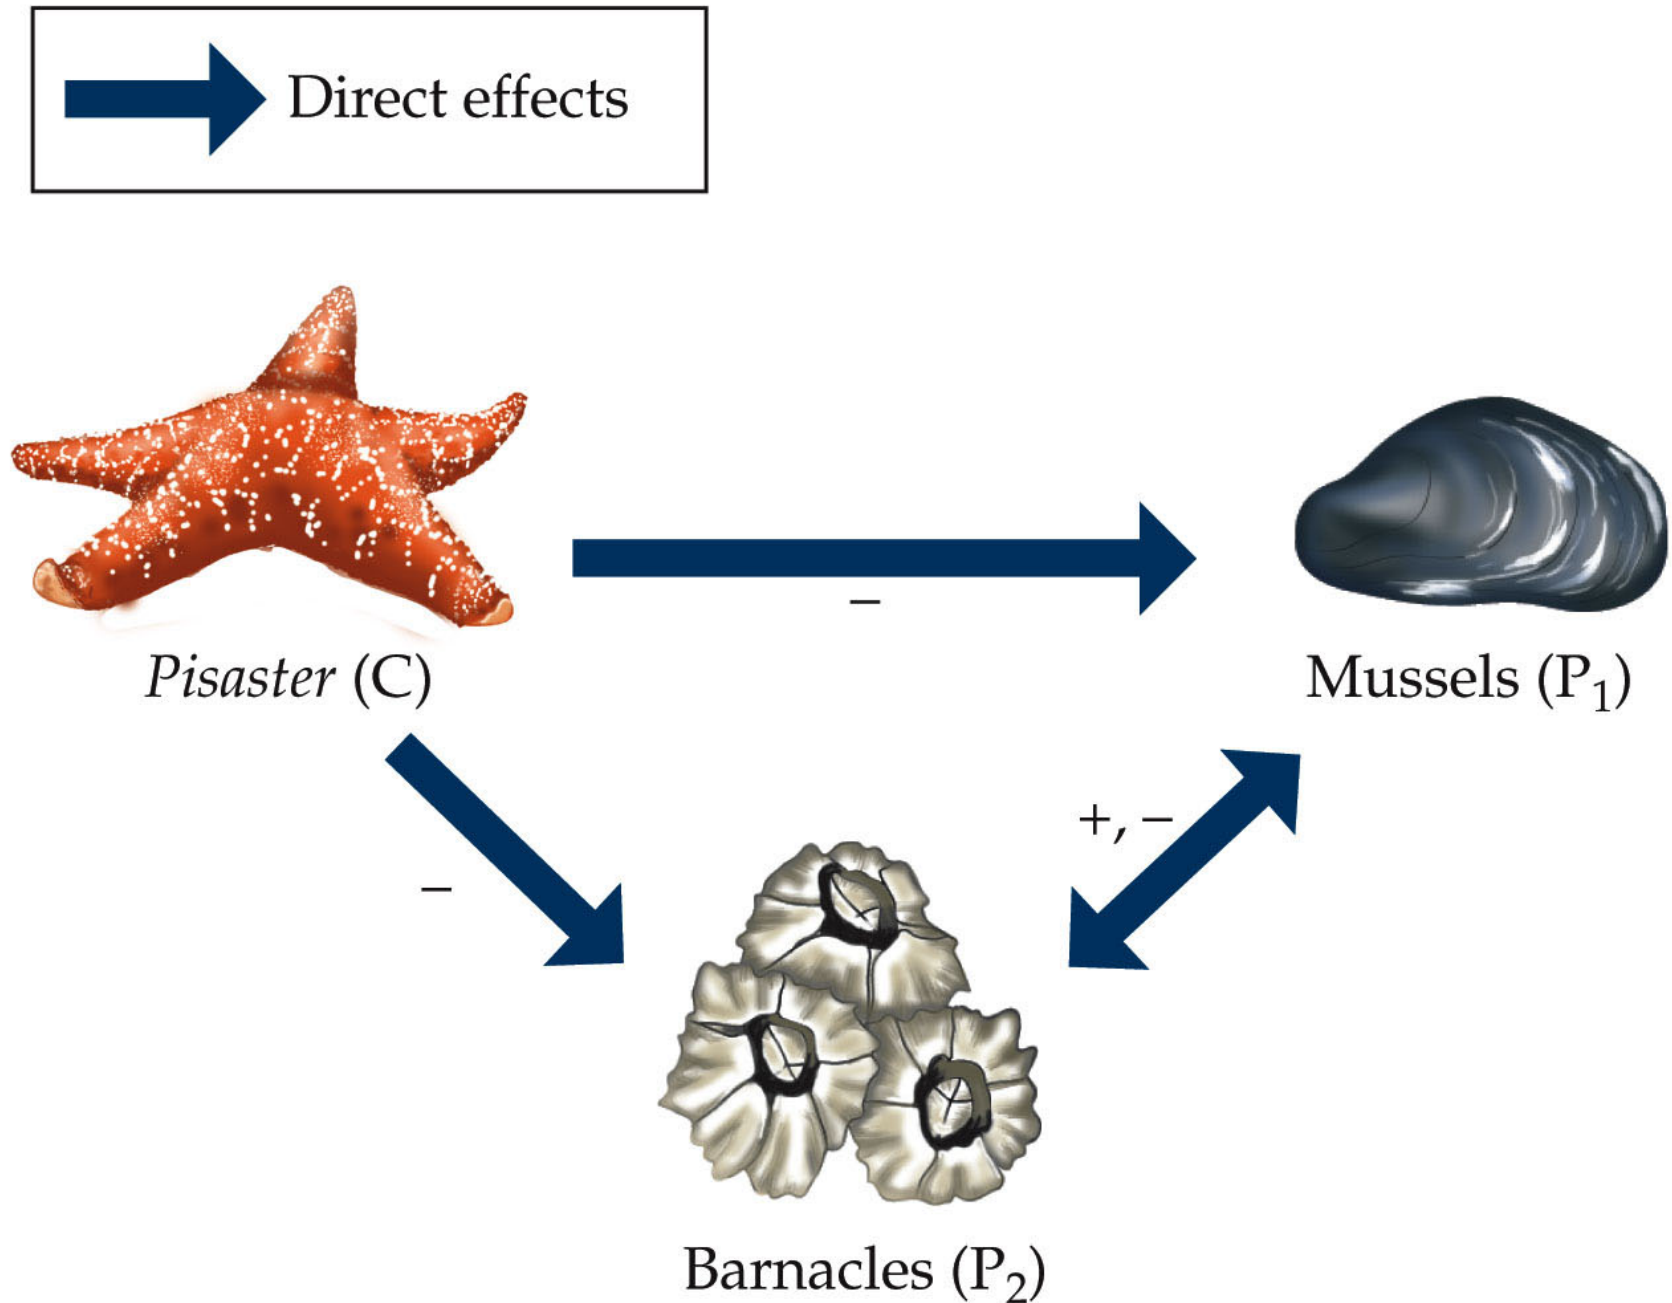 Direct effects
−
Pisaster (C)
Mussels (P₁)
+, −
−
Barnacles (P₂)